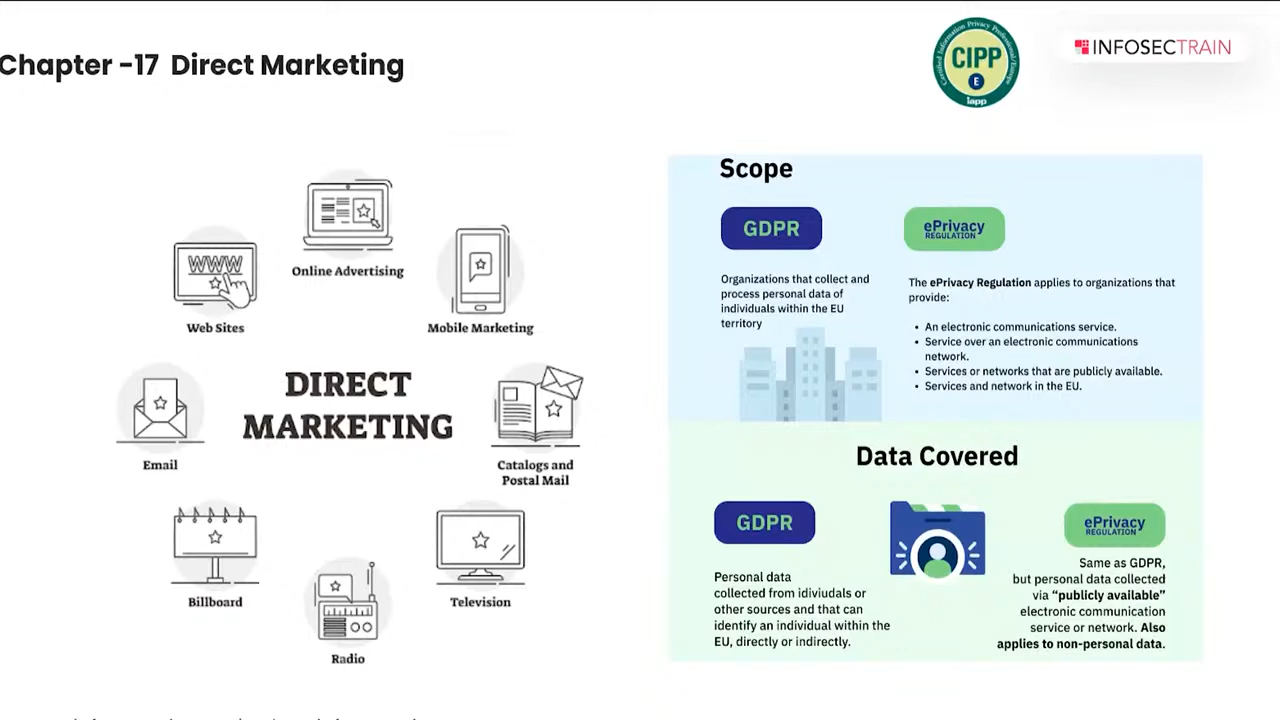 Chapter -17 Direct Marketing
Certified Information Privacy Professional/Europe
CIPP
E
iapp
INFOSECTRAIN
Online Advertising
WWW
Web Sites
Mobile Marketing
DIRECT
MARKETING
Email
Catalogs and
Postal Mail
Billboard
Television
Radio
Scope
GDPR
Organizations that collect and
process personal data of
individuals within the EU
territory
ePrivacy
REGULATION
The ePrivacy Regulation applies to organizations that
provide:
• An electronic communications service.
• Service over an electronic communications
network.
• Services or networks that are publicly available.
• Services and network in the EU.
Data Covered
GDPR
Personal data
collected from idiviudals or
other sources and that can
identify an individual within the
EU, directly or indirectly.
ePrivacy
REGULATION
Same as GDPR,
but personal data collected
via “publicly available”
electronic communication
service or network. Also
applies to non-personal data.